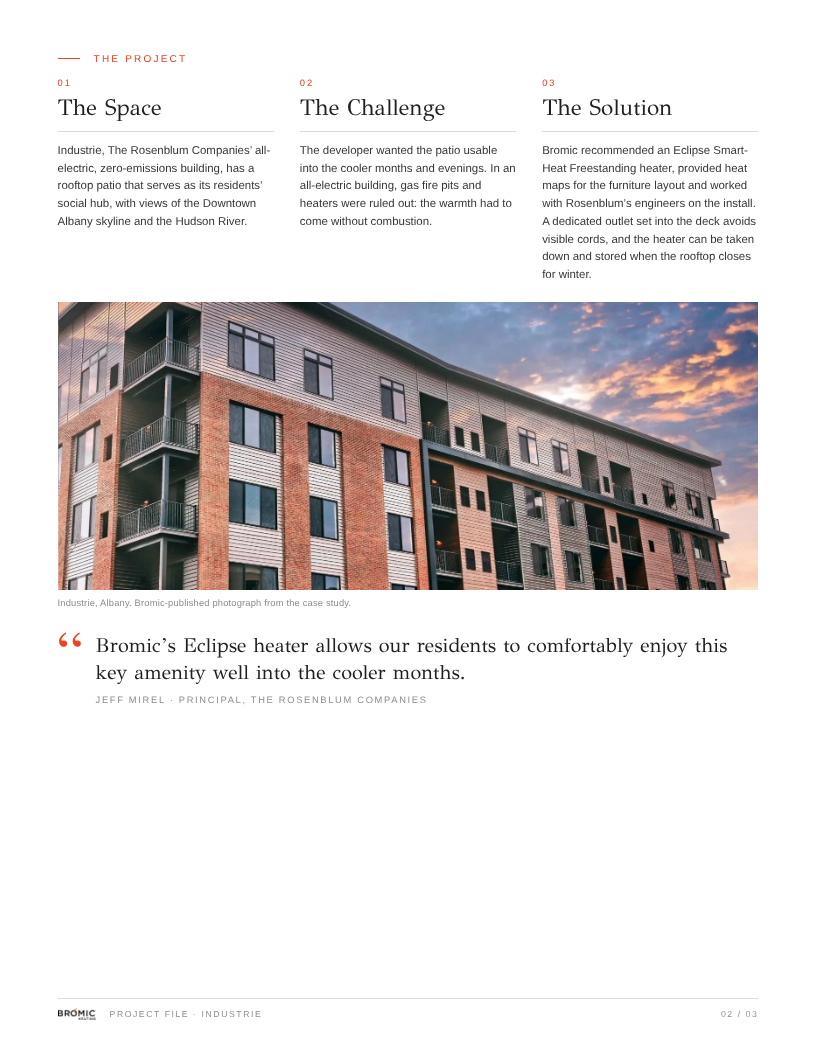 THE PROJECT
01
The Space
Industrie, The Rosenblum Companies’ all-
electric, zero-emissions building, has a
rooftop patio that serves as its residents’
social hub, with views of the Downtown
Albany skyline and the Hudson River.
02
The Challenge
The developer wanted the patio usable
into the cooler months and evenings. In an
all-electric building, gas fire pits and
heaters were ruled out: the warmth had to
come without combustion.
03
The Solution
Bromic recommended an Eclipse Smart-
Heat Freestanding heater, provided heat
maps for the furniture layout and worked
with Rosenblum’s engineers on the install.
A dedicated outlet set into the deck avoids
visible cords, and the heater can be taken
down and stored when the rooftop closes
for winter.
Industrie, Albany. Bromic-published photograph from the case study.
“ Bromic’s Eclipse heater allows our residents to comfortably enjoy this
key amenity well into the cooler months.
JEFF MIREL · PRINCIPAL, THE ROSENBLUM COMPANIES
BROMIC
HEATING
PROJECT FILE · INDUSTRIE
02 / 03